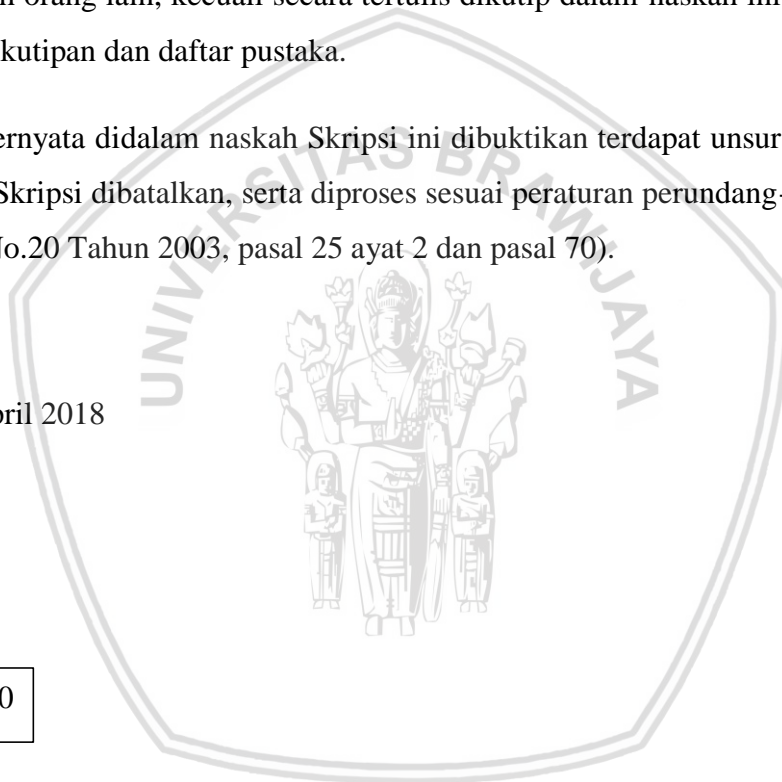 orang lain, kecuali secara tertulis dikutip dalam naskah ini
kutipan dan daftar pustaka.
ernyata didalam naskah Skripsi ini dibuktikan terdapat unsur
Skripsi dibatalkan, serta diproses sesuai peraturan perundang-
No.20 Tahun 2003, pasal 25 ayat 2 dan pasal 70).
UNIVERSITAS BRAWIJAYA
pril 2018
0